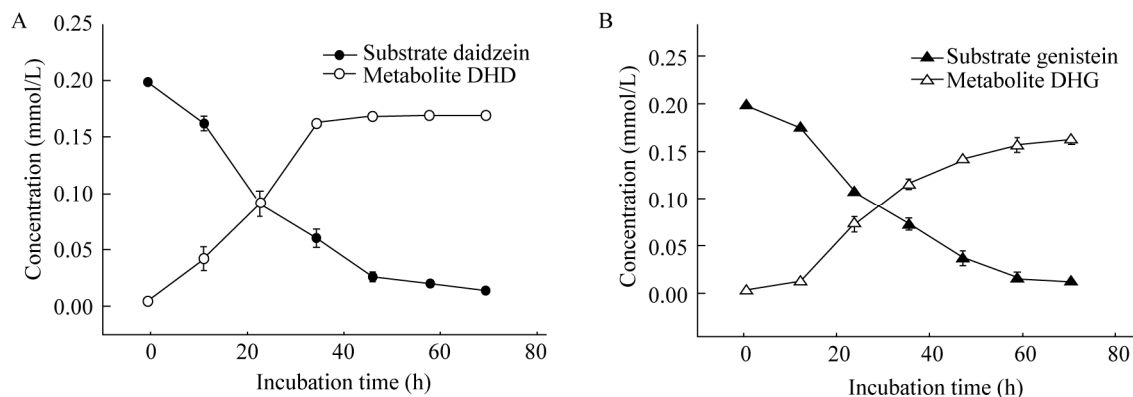 A
Concentration (mmol/L)
0.25
0.20
0.15
0.10
0.05
0.00
Substrate daidzein
Metabolite DHD
0
20
40
60
80
Incubation time (h)
B
Concentration (mmol/L)
0.25
0.20
0.15
0.10
0.05
0.00
Substrate genistein
Metabolite DHG
0
20
40
60
80
Incubation time (h)